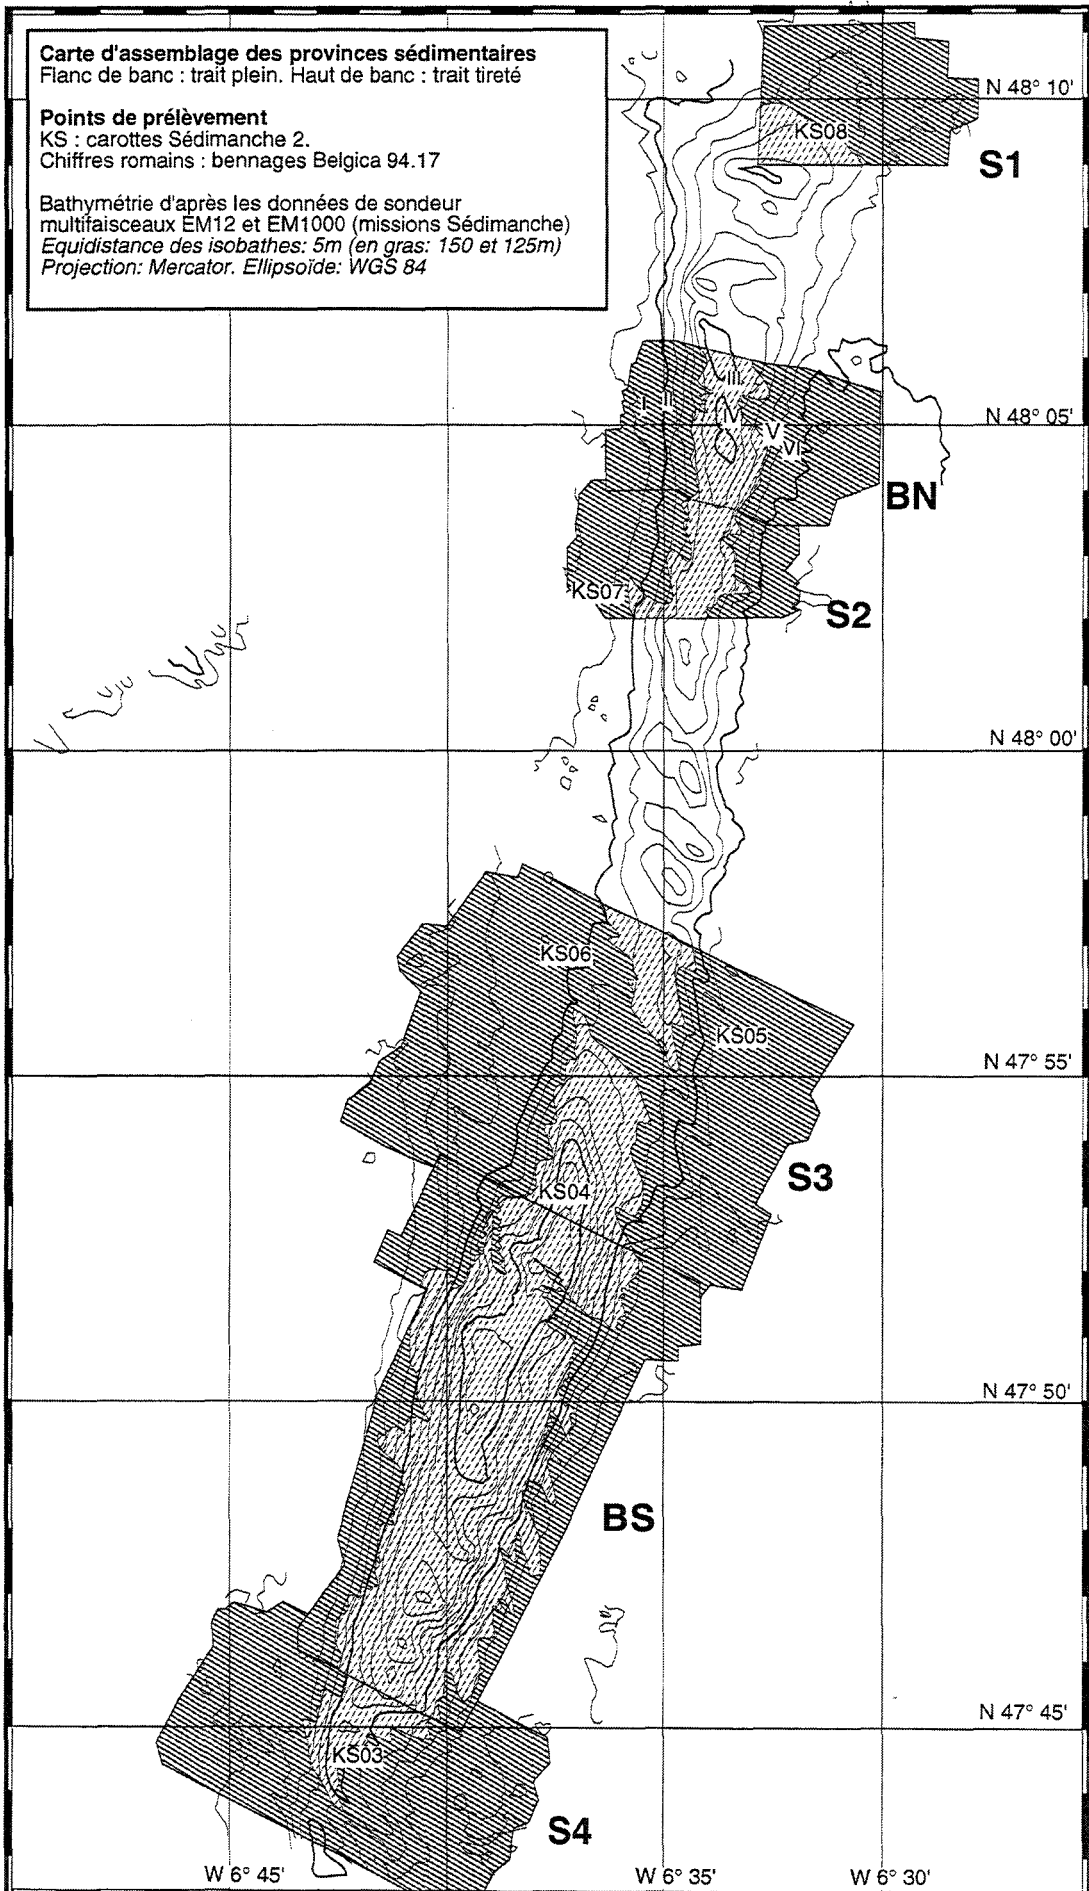 Carte d'assemblage des provinces sédimentaires
Flanc de banc : trait plein. Haut de banc : trait tireté
Points de prélèvement
KS : carottes Sédimanche 2.
Chiffres romains : bennages Belgica 94.17
Bathymétrie d'après les données de sondeur
multifaisceaux EM12 et EM1000 (missions Sédimanche)
Equidistance des isobathes: 5m (en gras: 150 et 125m)
Projection: Mercator. Ellipsoïde: WGS 84
N 48° 10'
KS08
S1
III
I II
IV
N 48° 05'
V
VI
BN
KS07
S2
N 48° 00'
KS06
KS05
N 47° 55'
S3
KS04
N 47° 50'
BS
N 47° 45'
KS03
S4
W 6° 45'
W 6° 35'
W 6° 30'